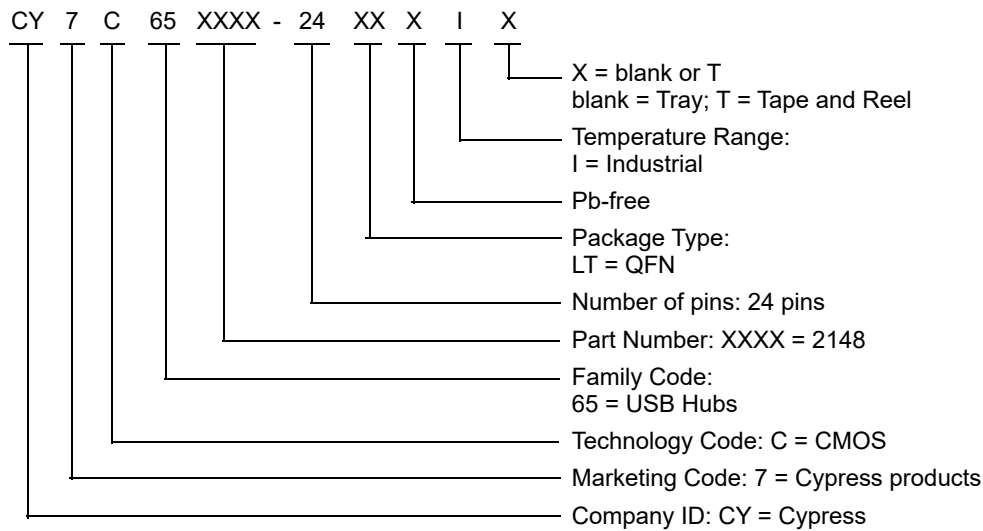 CY 7 C 65 XXXX - 24 XX X I X
X = blank or T
blank = Tray; T = Tape and Reel
Temperature Range:
I = Industrial
Pb-free
Package Type:
LT = QFN
Number of pins: 24 pins
Part Number: XXXX = 2148
Family Code:
65 = USB Hubs
Technology Code: C = CMOS
Marketing Code: 7 = Cypress products
Company ID: CY = Cypress